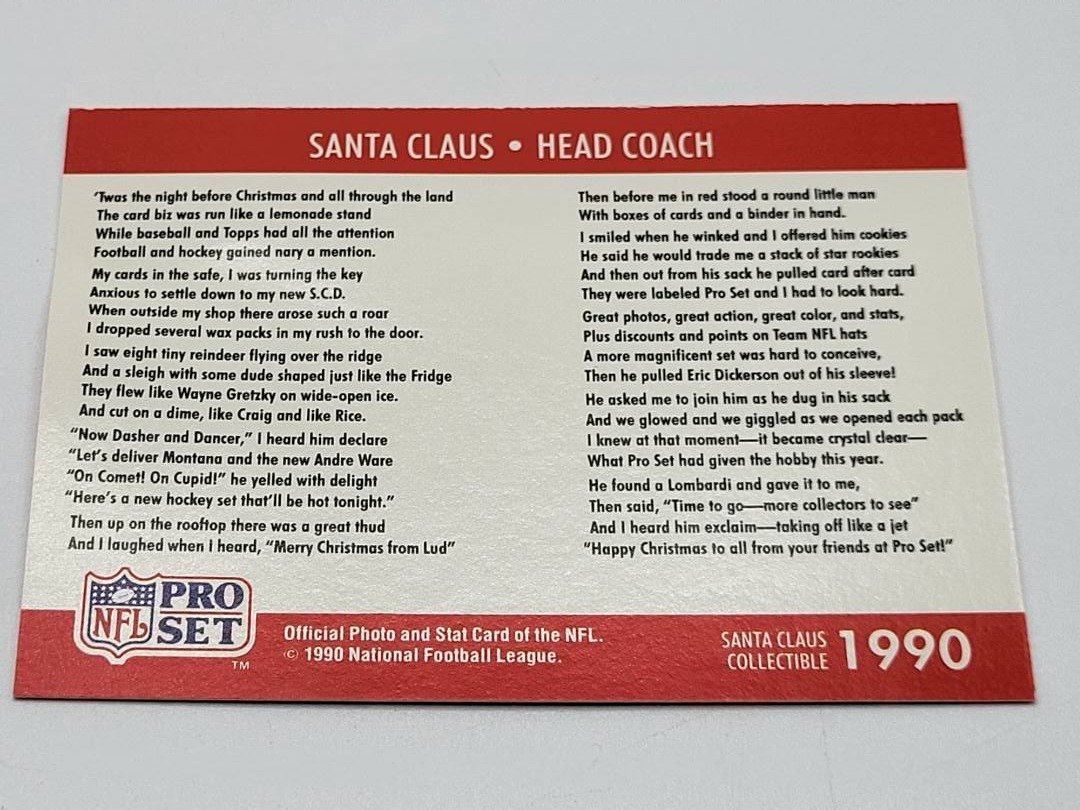 SANTA CLAUS • HEAD COACH
'Twas the night before Christmas and all through the land
The card biz was run like a lemonade stand
While baseball and Topps had all the attention
Football and hockey gained nary a mention.
My cards in the safe, I was turning the key
Anxious to settle down to my new S.C.D.
When outside my shop there arose such a roar
I dropped several wax packs in my rush to the door.
I saw eight tiny reindeer flying over the ridge
And a sleigh with some dude shaped just like the Fridge
They flew like Wayne Gretzky on wide-open ice.
And cut on a dime, like Craig and like Rice.
"Now Dasher and Dancer," I heard him declare
"Let's deliver Montana and the new Andre Ware
"On Comet! On Cupid!" he yelled with delight
"Here's a new hockey set that'll be hot tonight."
Then up on the rooftop there was a great thud
And I laughed when I heard, "Merry Christmas from Lud"
Then before me in red stood a round little man
With boxes of cards and a binder in hand.
I smiled when he winked and I offered him cookies
He said he would trade me a stack of star rookies
And then out from his sack he pulled card after card
They were labeled Pro Set and I had to look hard.
Great photos, great action, great color, and stats,
Plus discounts and points on Team NFL hats
A more magnificent set was hard to conceive,
Then he pulled Eric Dickerson out of his sleeve!
He asked me to join him as he dug in his sack
And we glowed and we giggled as we opened each pack
I knew at that moment—it became crystal clear—
What Pro Set had given the hobby this year.
He found a Lombardi and gave it to me,
Then said, "Time to go—more collectors to see"
And I heard him exclaim—taking off like a jet
"Happy Christmas to all from your friends at Pro Set!"
NFL PRO SET ™
Official Photo and Stat Card of the NFL.
© 1990 National Football League.
SANTA CLAUS
COLLECTIBLE
1990